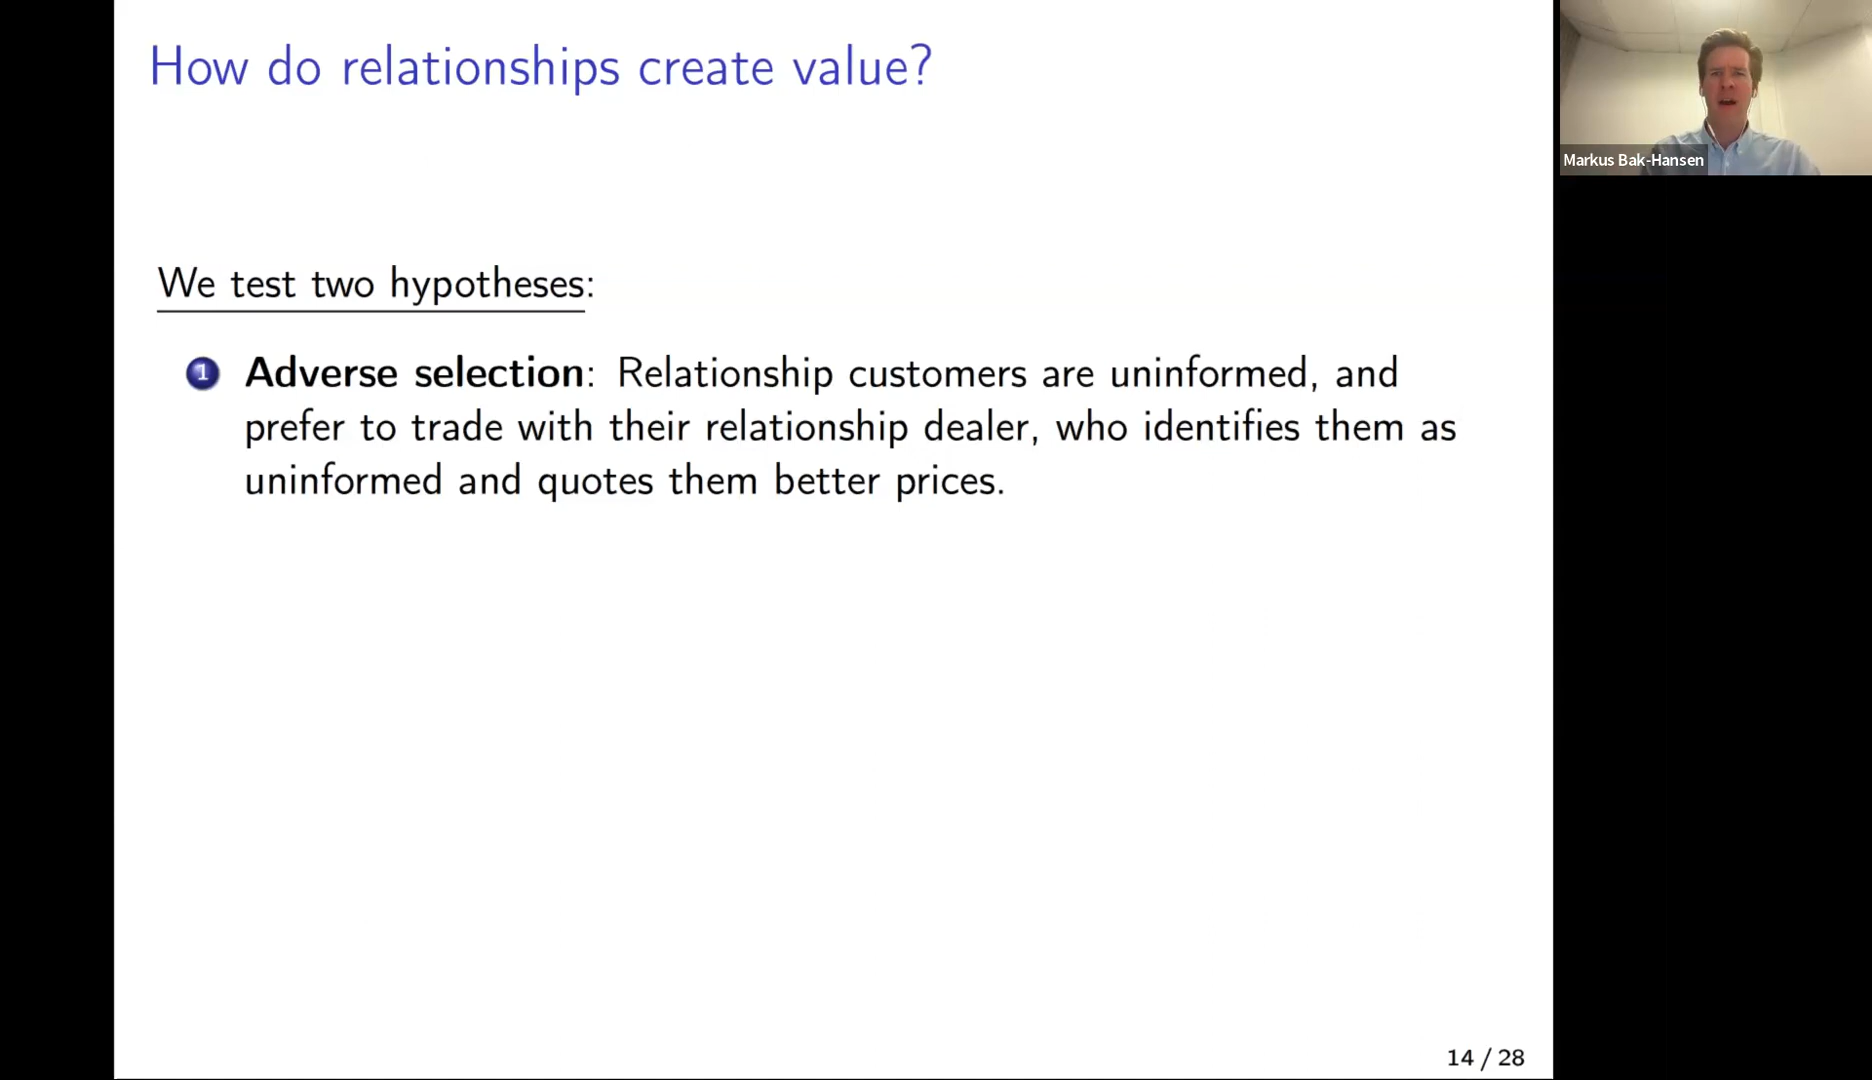 How do relationships create value?
Markus Bak-Hansen
We test two hypotheses:
1 Adverse selection: Relationship customers are uninformed, and
prefer to trade with their relationship dealer, who identifies them as
uninformed and quotes them better prices.
14 / 28